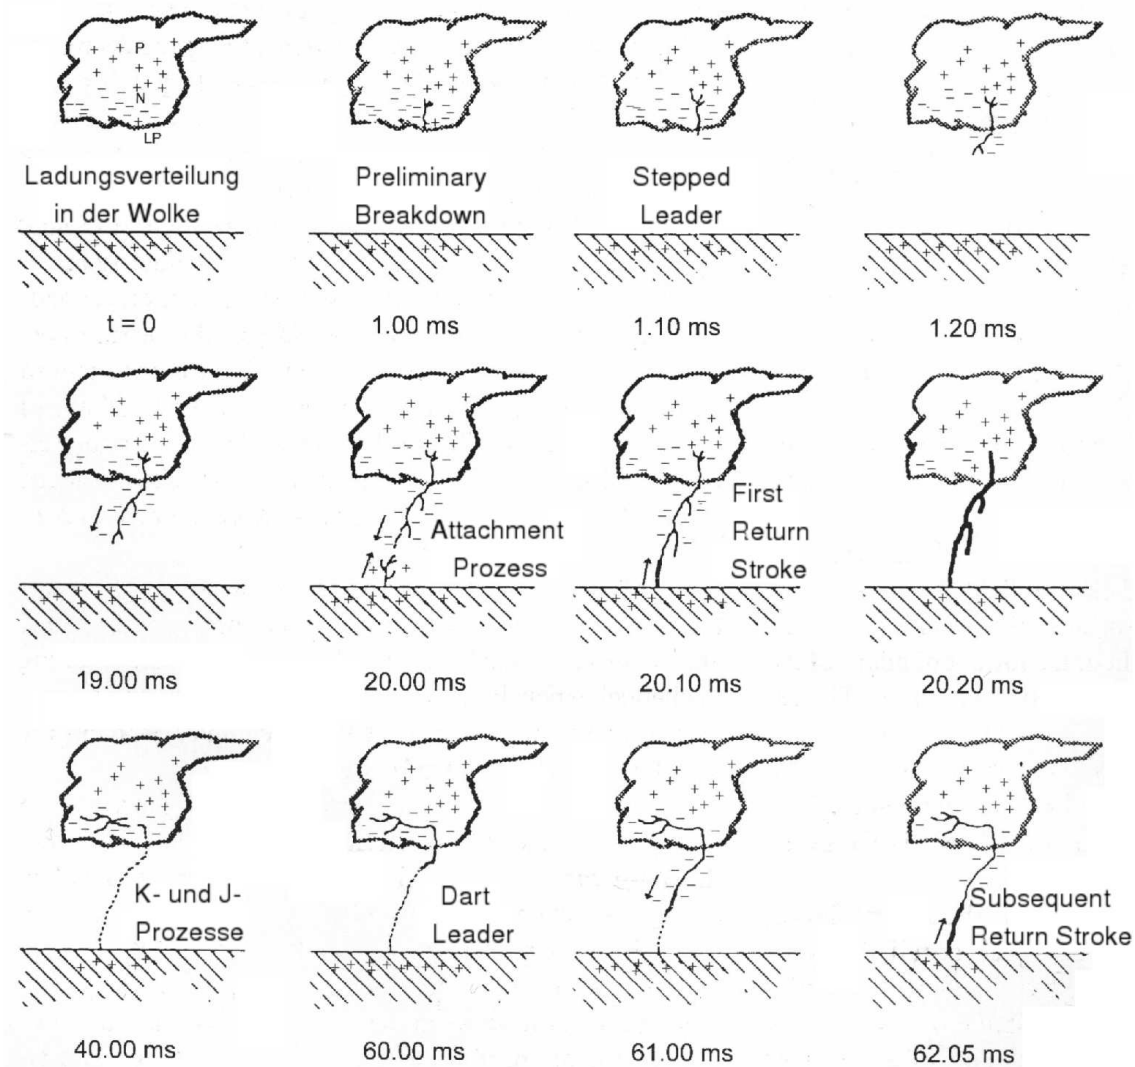 P
N
LP
Ladungsverteilung
in der Wolke
t = 0
Preliminary
Breakdown
1.00 ms
Stepped
Leader
1.10 ms
1.20 ms
19.00 ms
Attachment
Prozess
20.00 ms
First
Return
Stroke
20.10 ms
20.20 ms
K- und J-
Prozesse
40.00 ms
Dart
Leader
60.00 ms
61.00 ms
Subsequent
Return Stroke
62.05 ms